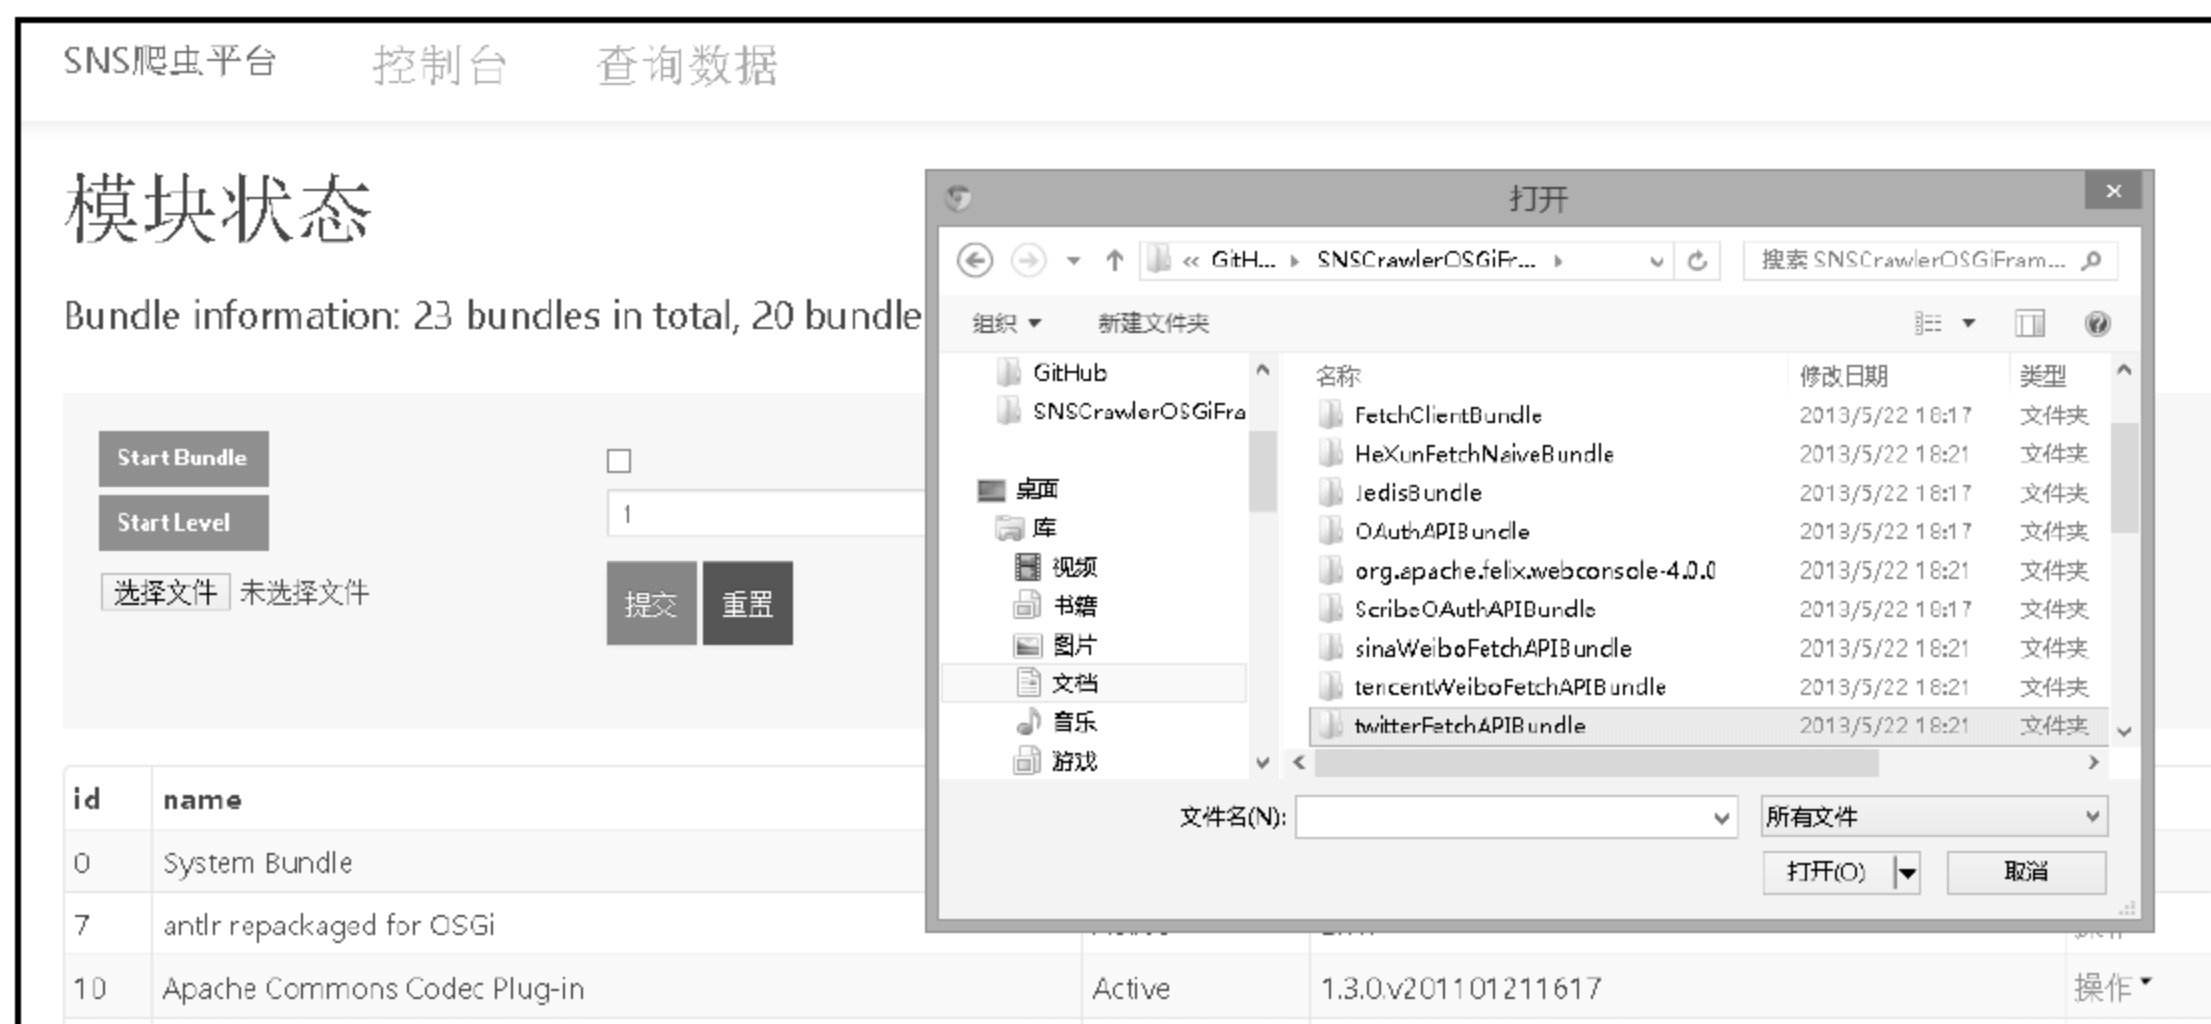 SNS爬虫平台 控制台 查询数据
模块状态
Bundle information: 23 bundles in total, 20 bundle
Start Bundle
Start Level
1
选择文件 未选择文件
提交 重置
打开
« GitH... SNSCrawlerOSGiFr...
搜索 SNSCrawlerOSGiFram...
组织 新建文件夹
GitHub
SNSCrawlerOSGiFra
桌面
库
视频
书籍
图片
文档
音乐
游戏
名称 修改日期 类型
FetchClientBundle 2013/5/22 18:17 文件夹
HeXunFetchNaiveBundle 2013/5/22 18:21 文件夹
JedisBundle 2013/5/22 18:17 文件夹
OAuthAPIBundle 2013/5/22 18:17 文件夹
org.apache.felix.webconsole-4.0.0 2013/5/22 18:21 文件夹
ScribeOAuthAPIBundle 2013/5/22 18:17 文件夹
sinaWeiboFetchAPIBundle 2013/5/22 18:21 文件夹
tencentWeiboFetchAPIBundle 2013/5/22 18:21 文件夹
twitterFetchAPIBundle 2013/5/22 18:21 文件夹
文件名(N): 所有文件
打开(O) 取消
id name
0 System Bundle
7 antlr repackaged for OSGi
10 Apache Commons Codec Plug-in Active 1.3.0.v201101211617 操作